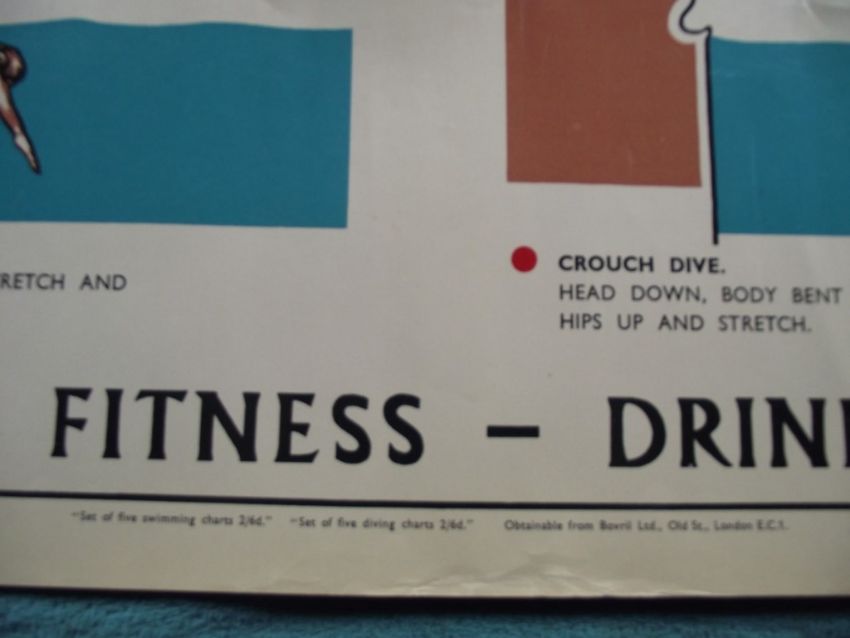 RETCH AND
CROUCH DIVE.
HEAD DOWN, BODY BENT
HIPS UP AND STRETCH.
FITNESS – DRIN
"Set of five swimming charts 2/6d." "Set of five diving charts 2/6d." Obtainable from Bovril Ltd., Old St., London E.C.1.